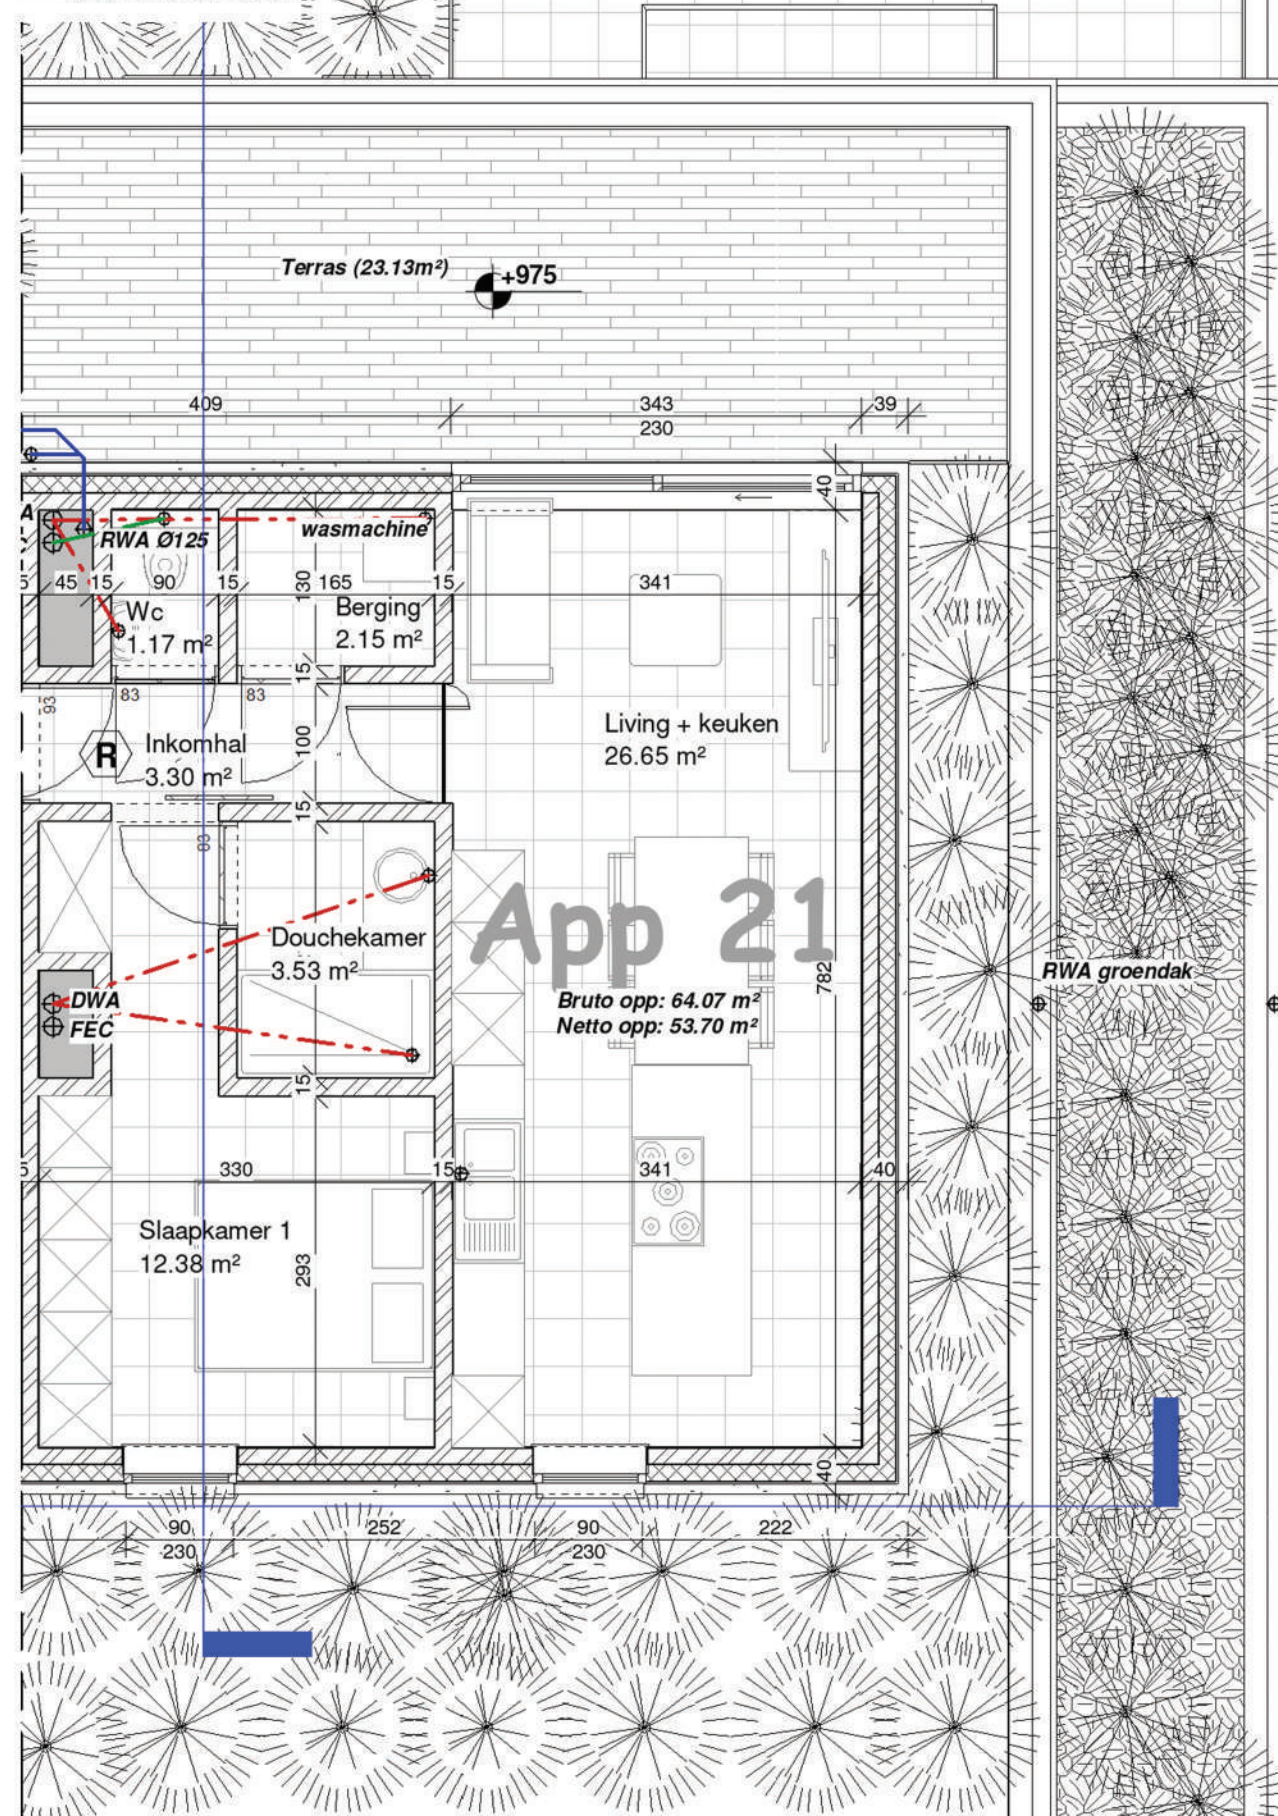 Terras (23.13m²)
+975
409
343
39
230
40
RWA Ø125
wasmachine
45
15
90
15
165
15
341
130
Wc
1.17 m²
Berging
2.15 m²
15
93
83
83
R
Inkomhal
3.30 m²
100
Living + keuken
26.65 m²
15
83
App 21
Douchekamer
3.53 m²
782
RWA groendak
DWA
FEC
Bruto opp: 64.07 m²
Netto opp: 53.70 m²
15
330
15
341
40
Slaapkamer 1
12.38 m²
293
40
90
252
90
222
230
230